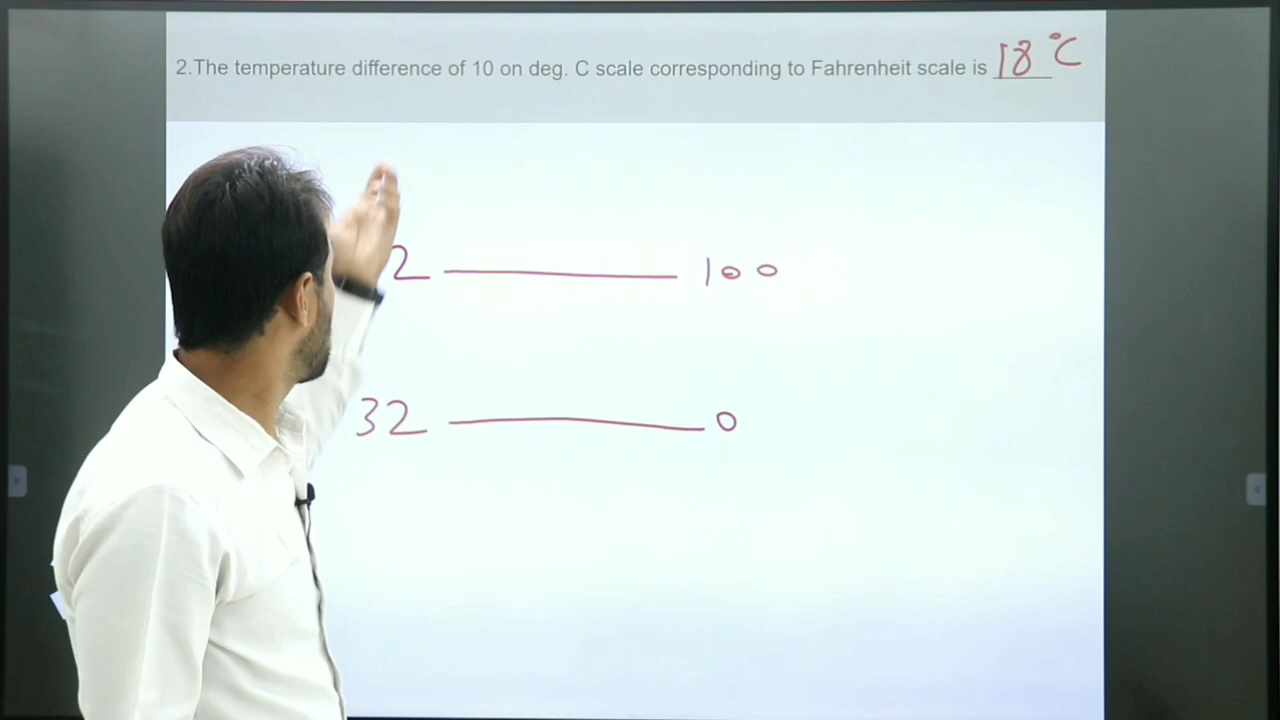 2.The temperature difference of 10 on deg. C scale corresponding to Fahrenheit scale is 18 °C
2 — 100
32 — 0